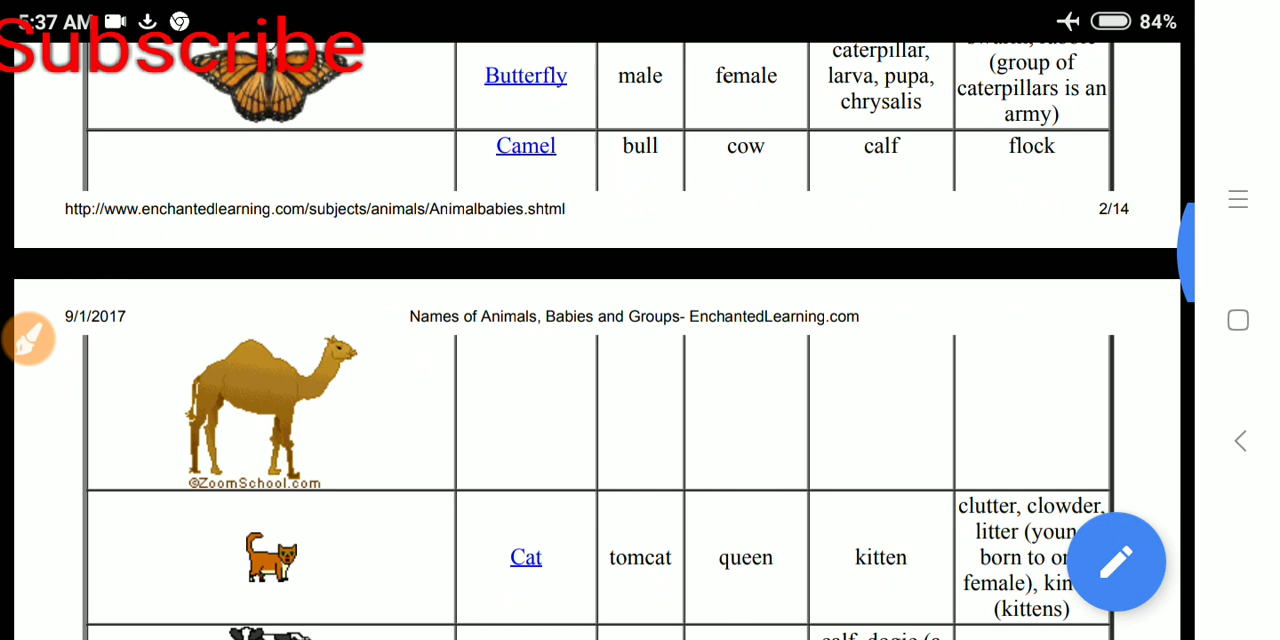 5:37 AM
84%
Subscribe
Butterfly male female
caterpillar,
larva, pupa,
chrysalis
(group of
caterpillars is an
army)
Camel bull cow calf flock
http://www.enchantedlearning.com/subjects/animals/Animalbabies.shtml 2/14
9/1/2017 Names of Animals, Babies and Groups- EnchantedLearning.com
©ZoomSchool.com
Cat tomcat queen kitten
clutter, clowder,
litter (youn
born to
female), kin
(kittens)